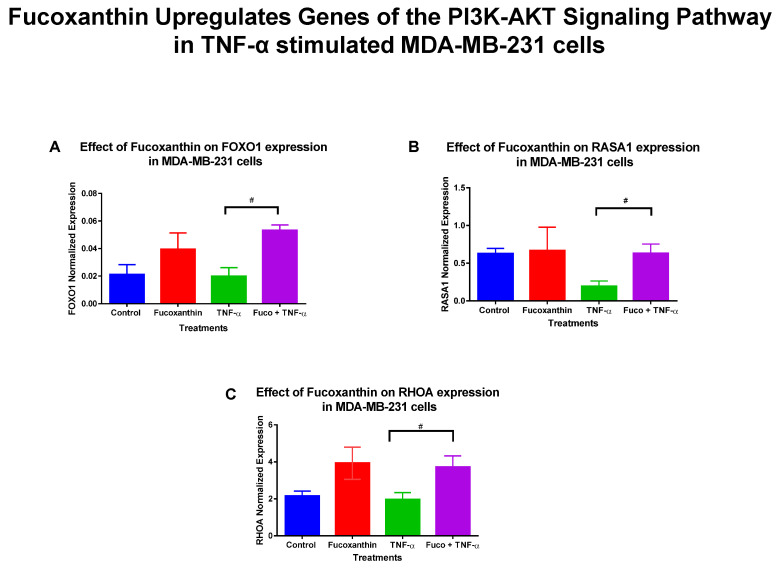 Fucoxanthin Upregulates Genes of the PI3K-AKT Signaling Pathway
in TNF-α stimulated MDA-MB-231 cells
A
Effect of Fucoxanthin on FOXO1 expression
in MDA-MB-231 cells
FOXO1 Normalized Expression
0.08
0.06
0.04
0.02
0.00
#
Control Fucoxanthin TNF-α Fuco + TNF-α
Treatments
B
Effect of Fucoxanthin on RASA1 expression
in MDA-MB-231 cells
RASA1 Normalized Expression
1.5
1.0
0.5
0.0
#
Control Fucoxanthin TNF-α Fuco + TNF-α
Treatments
C
Effect of Fucoxanthin on RHOA expression
in MDA-MB-231 cells
RHOA Normalized Expression
6
4
2
0
#
Control Fucoxanthin TNF-α Fuco + TNF-α
Treatments